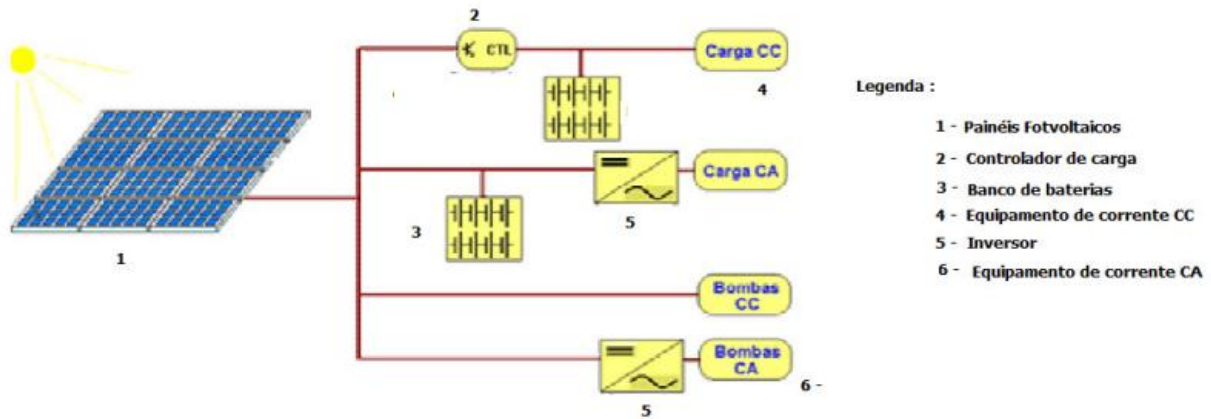 2
CTL
Carga CC
4
Legenda :
1 - Painéis Fotvoltaicos
2 - Controlador de carga
3 - Banco de baterias
4 - Equipamento de corrente CC
5 - Inversor
6 - Equipamento de corrente CA
Carga CA
3
5
1
Bombas
CC
Bombas
CA
6 -
5